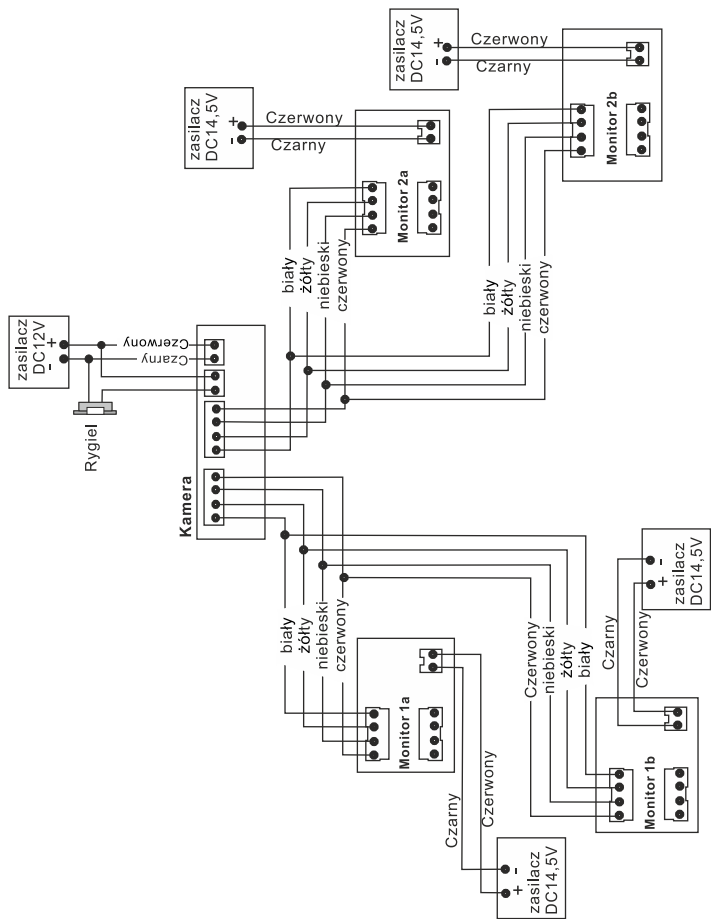 zasilacz
DC14,5V
+
-
Czerwony
Czarny
Monitor 2b
zasilacz
DC14,5V
+
-
Czerwony
Czarny
Monitor 2a
biały
żółty
niebieski
czerwony
biały
żółty
niebieski
czerwony
zasilacz
DC12V
+
-
Czerwony
Czarny
Rygiel
Kamera
biały
żółty
niebieski
czerwony
Monitor 1a
Czarny
Czerwony
zasilacz
DC14,5V
+
-
Czerwony
niebieski
żółty
biały
Monitor 1b
Czarny
Czerwony
-
+
zasilacz
DC14,5V